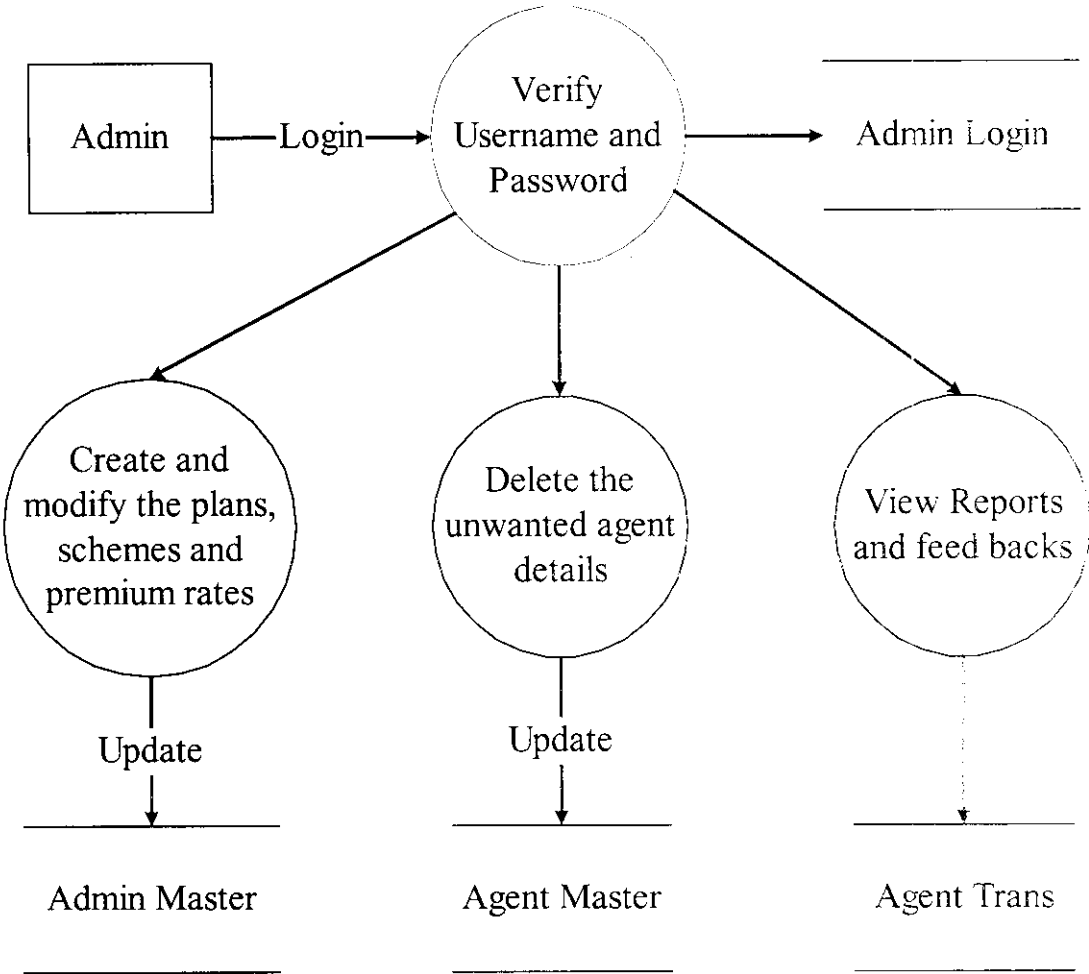 Admin
Login
Verify
Username and
Password
Admin Login
Create and
modify the plans,
schemes and
premium rates
Delete the
unwanted agent
details
View Reports
and feed backs
Update
Update
Admin Master
Agent Master
Agent Trans